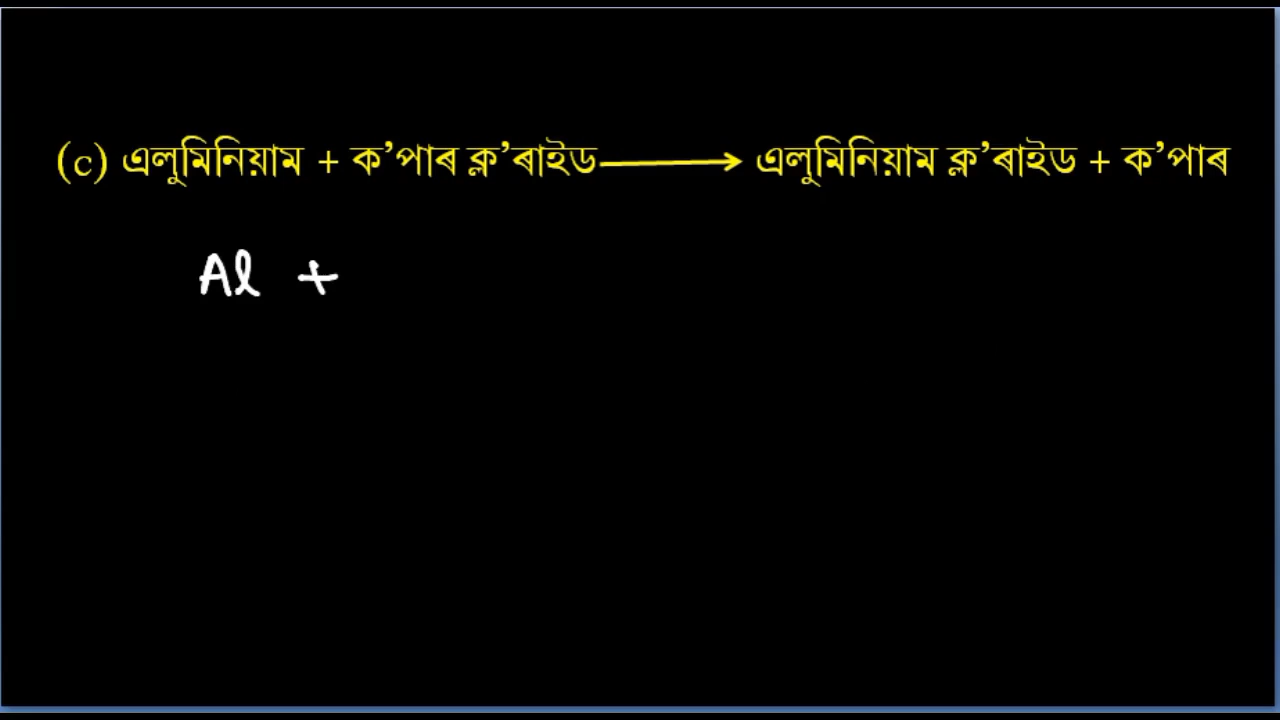 (c) এলুমিনিয়াম + ক’পাৰ ক্ল’ৰাইড ⟶ এলুমিনিয়াম ক্ল’ৰাইড + ক’পাৰ
Al +